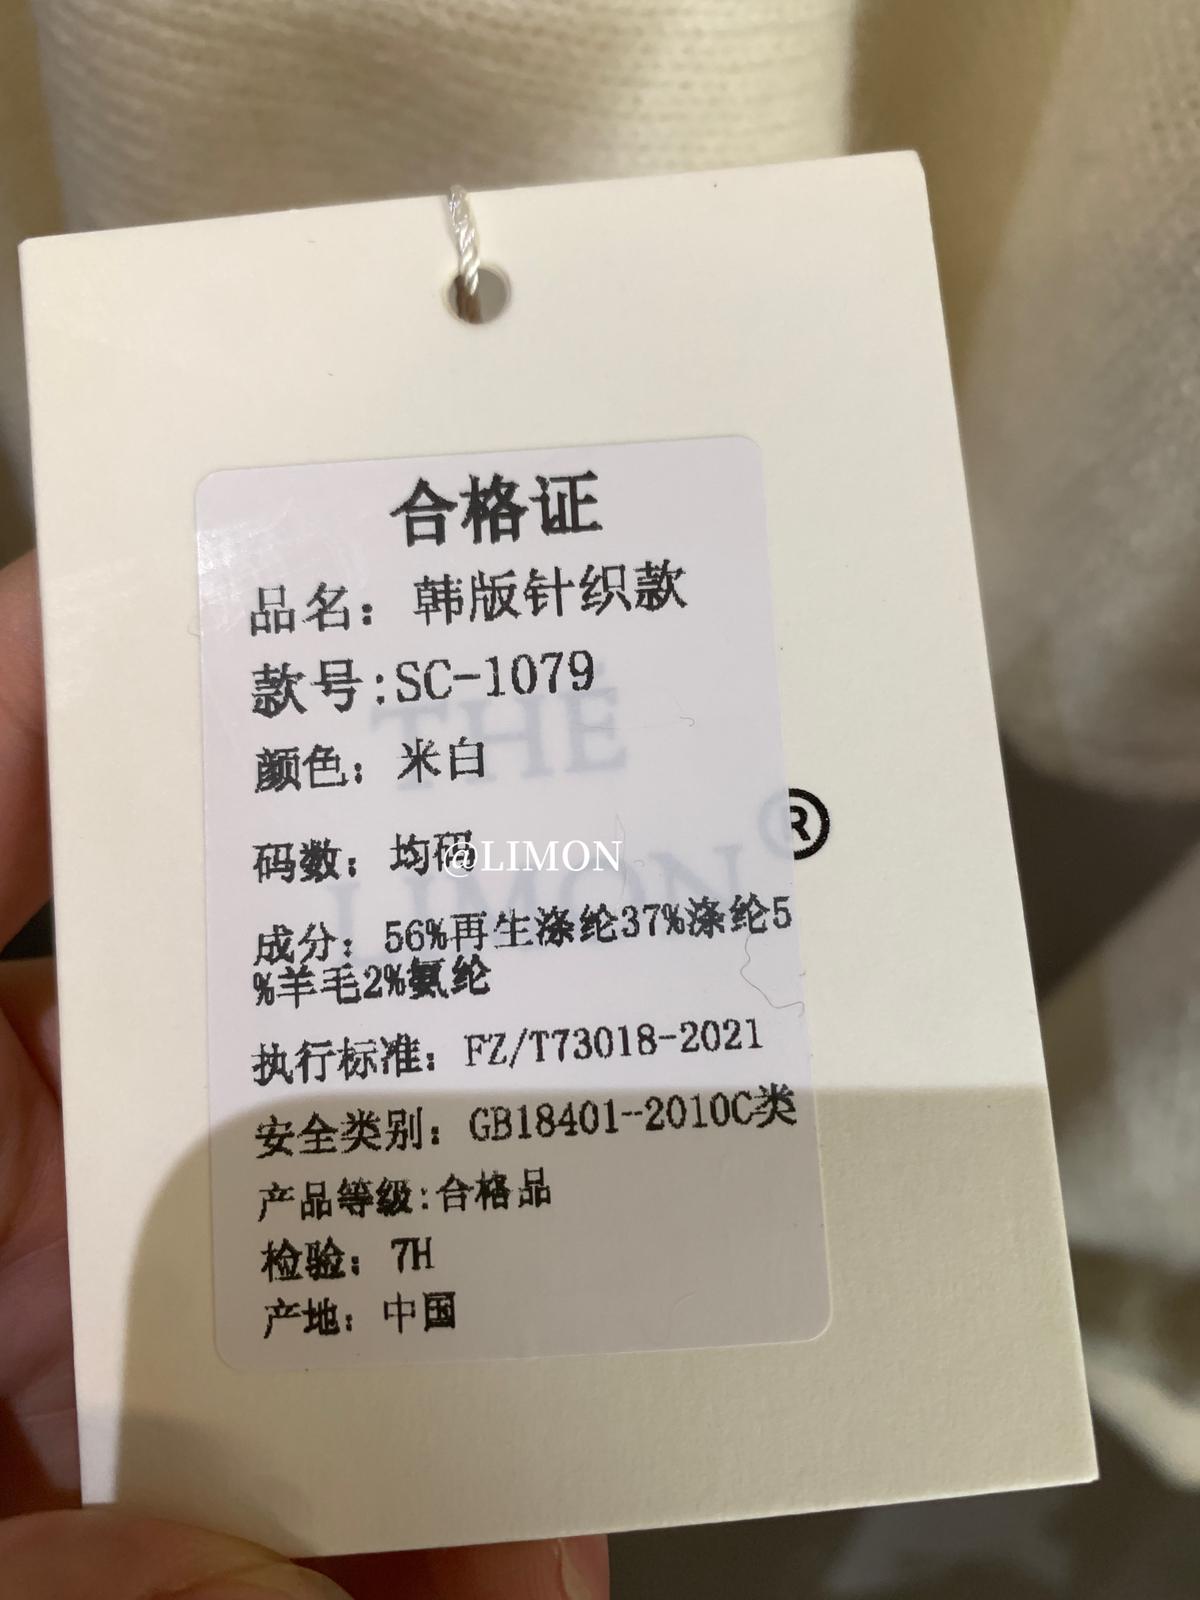 合格证
品名：韩版针织款
款号:SC-1079
THE
颜色：米白
®
码数：均码
@LIMON
LIMON
成分：56%再生涤纶37%涤纶5
%羊毛2%氨纶
执行标准：FZ/T73018-2021
安全类别：GB18401-2010C类
产品等级:合格品
检验：7H
产地：中国